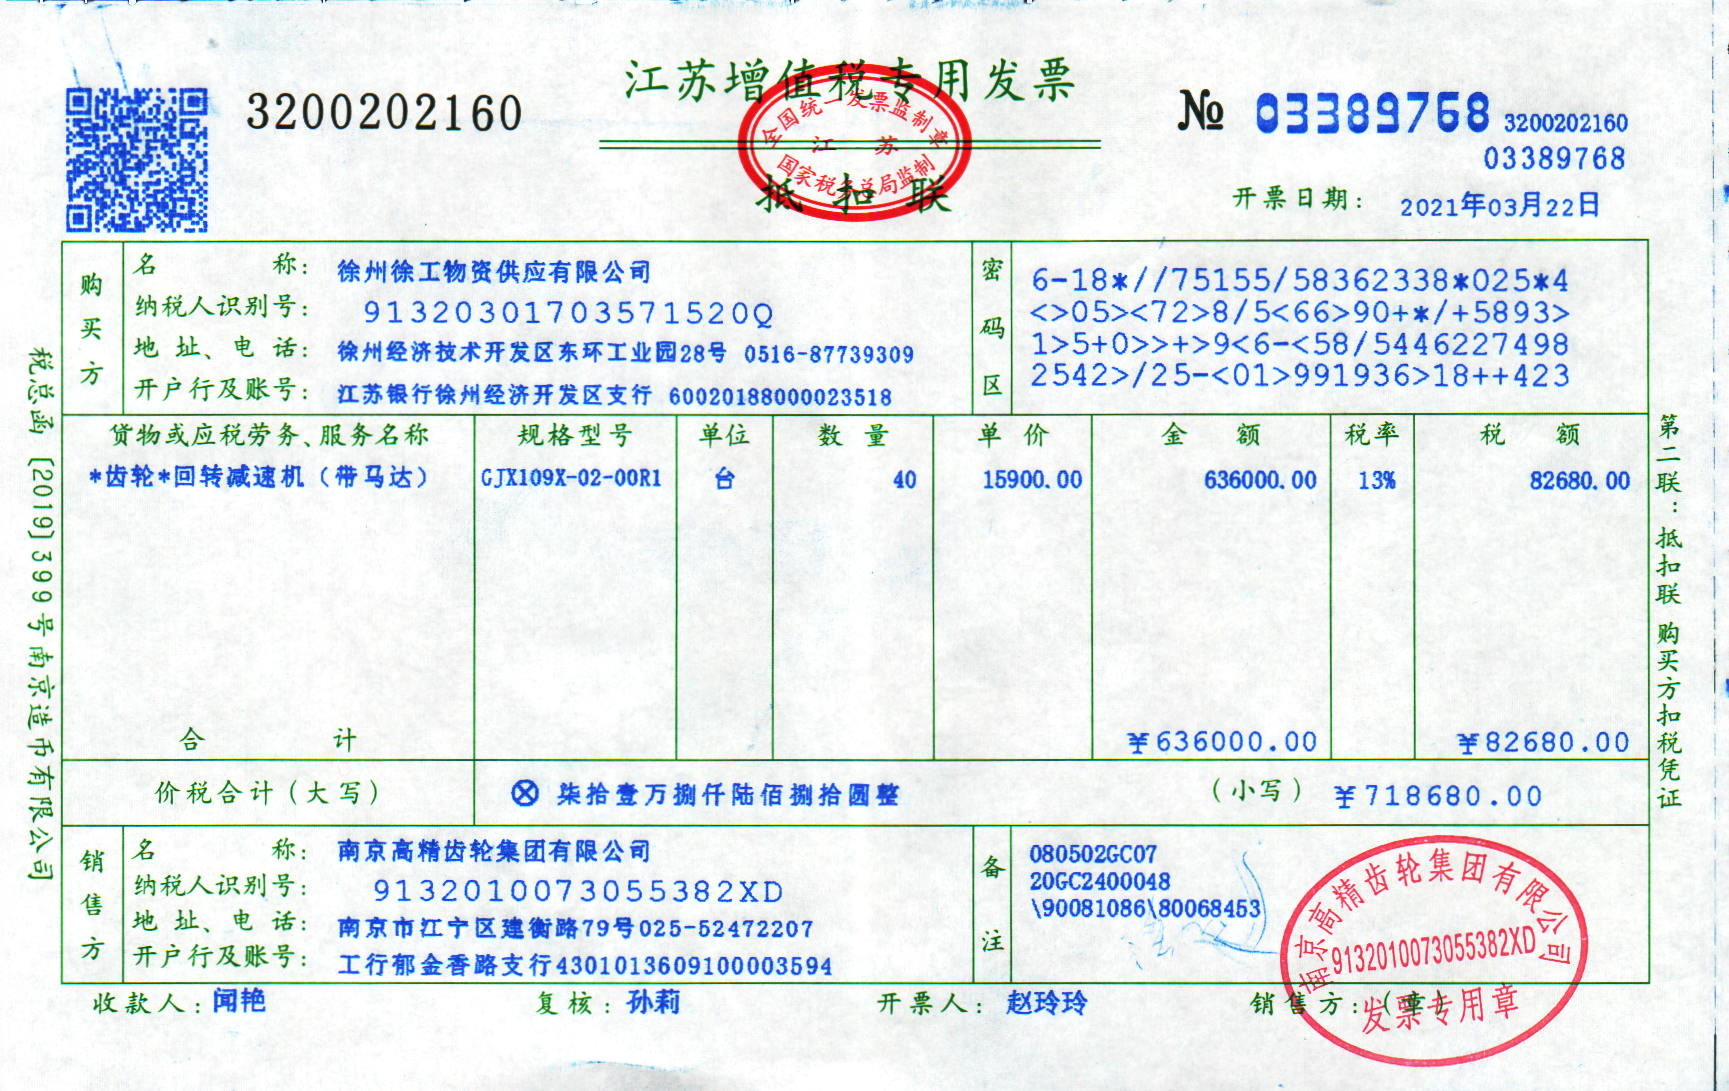 江苏增值税专用发票
3200202160
№ 03389768
3200202160
03389768
全国统一发票监制章
江苏
国家税务总局监制
抵扣联
开票日期: 2021年03月22日
购买方
名称: 徐州徐工物资供应有限公司
纳税人识别号: 91320301703571520Q
地址、电话: 徐州经济技术开发区东环工业园28号 0516-87739309
开户行及账号: 江苏银行徐州经济开发区支行 60020188000023518
密码区
6-18*//75155/58362338*025*4
<>05><72>8/5<66>90+*/+5893>
1>5+0>>+>9<6-<58/5446227498
2542>/25-<01>991936>18++423
货物或应税劳务、服务名称 规格型号 单位 数量 单价 金额 税率 税额
*齿轮*回转减速机（带马达） GJX109X-02-00R1 台 40 15900.00 636000.00 13% 82680.00
合计 ￥636000.00 ￥82680.00
价税合计（大写） ⊗ 柒拾壹万捌仟陆佰捌拾圆整 （小写） ￥718680.00
销售方
名称: 南京高精齿轮集团有限公司
纳税人识别号: 9132010073055382XD
地址、电话: 南京市江宁区建衡路79号025-52472207
开户行及账号: 工行郁金香路支行4301013609100003594
备注
080502GC07
20GC2400048
\90081086\80068453
南京高精齿轮集团有限公司
9132010073055382XD
发票专用章
收款人: 闻艳 复核: 孙莉 开票人: 赵玲玲 销售方: (章)
税总函〔2019〕399号南京造币有限公司
第二联：抵扣联 购买方扣税凭证